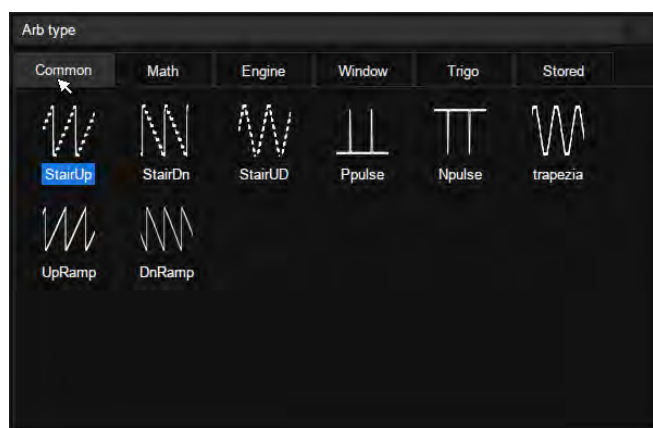 Arb type
Common Math Engine Window Trigo Stored
StairUp StairDn StairUD Ppulse Npulse trapezia
UpRamp DnRamp